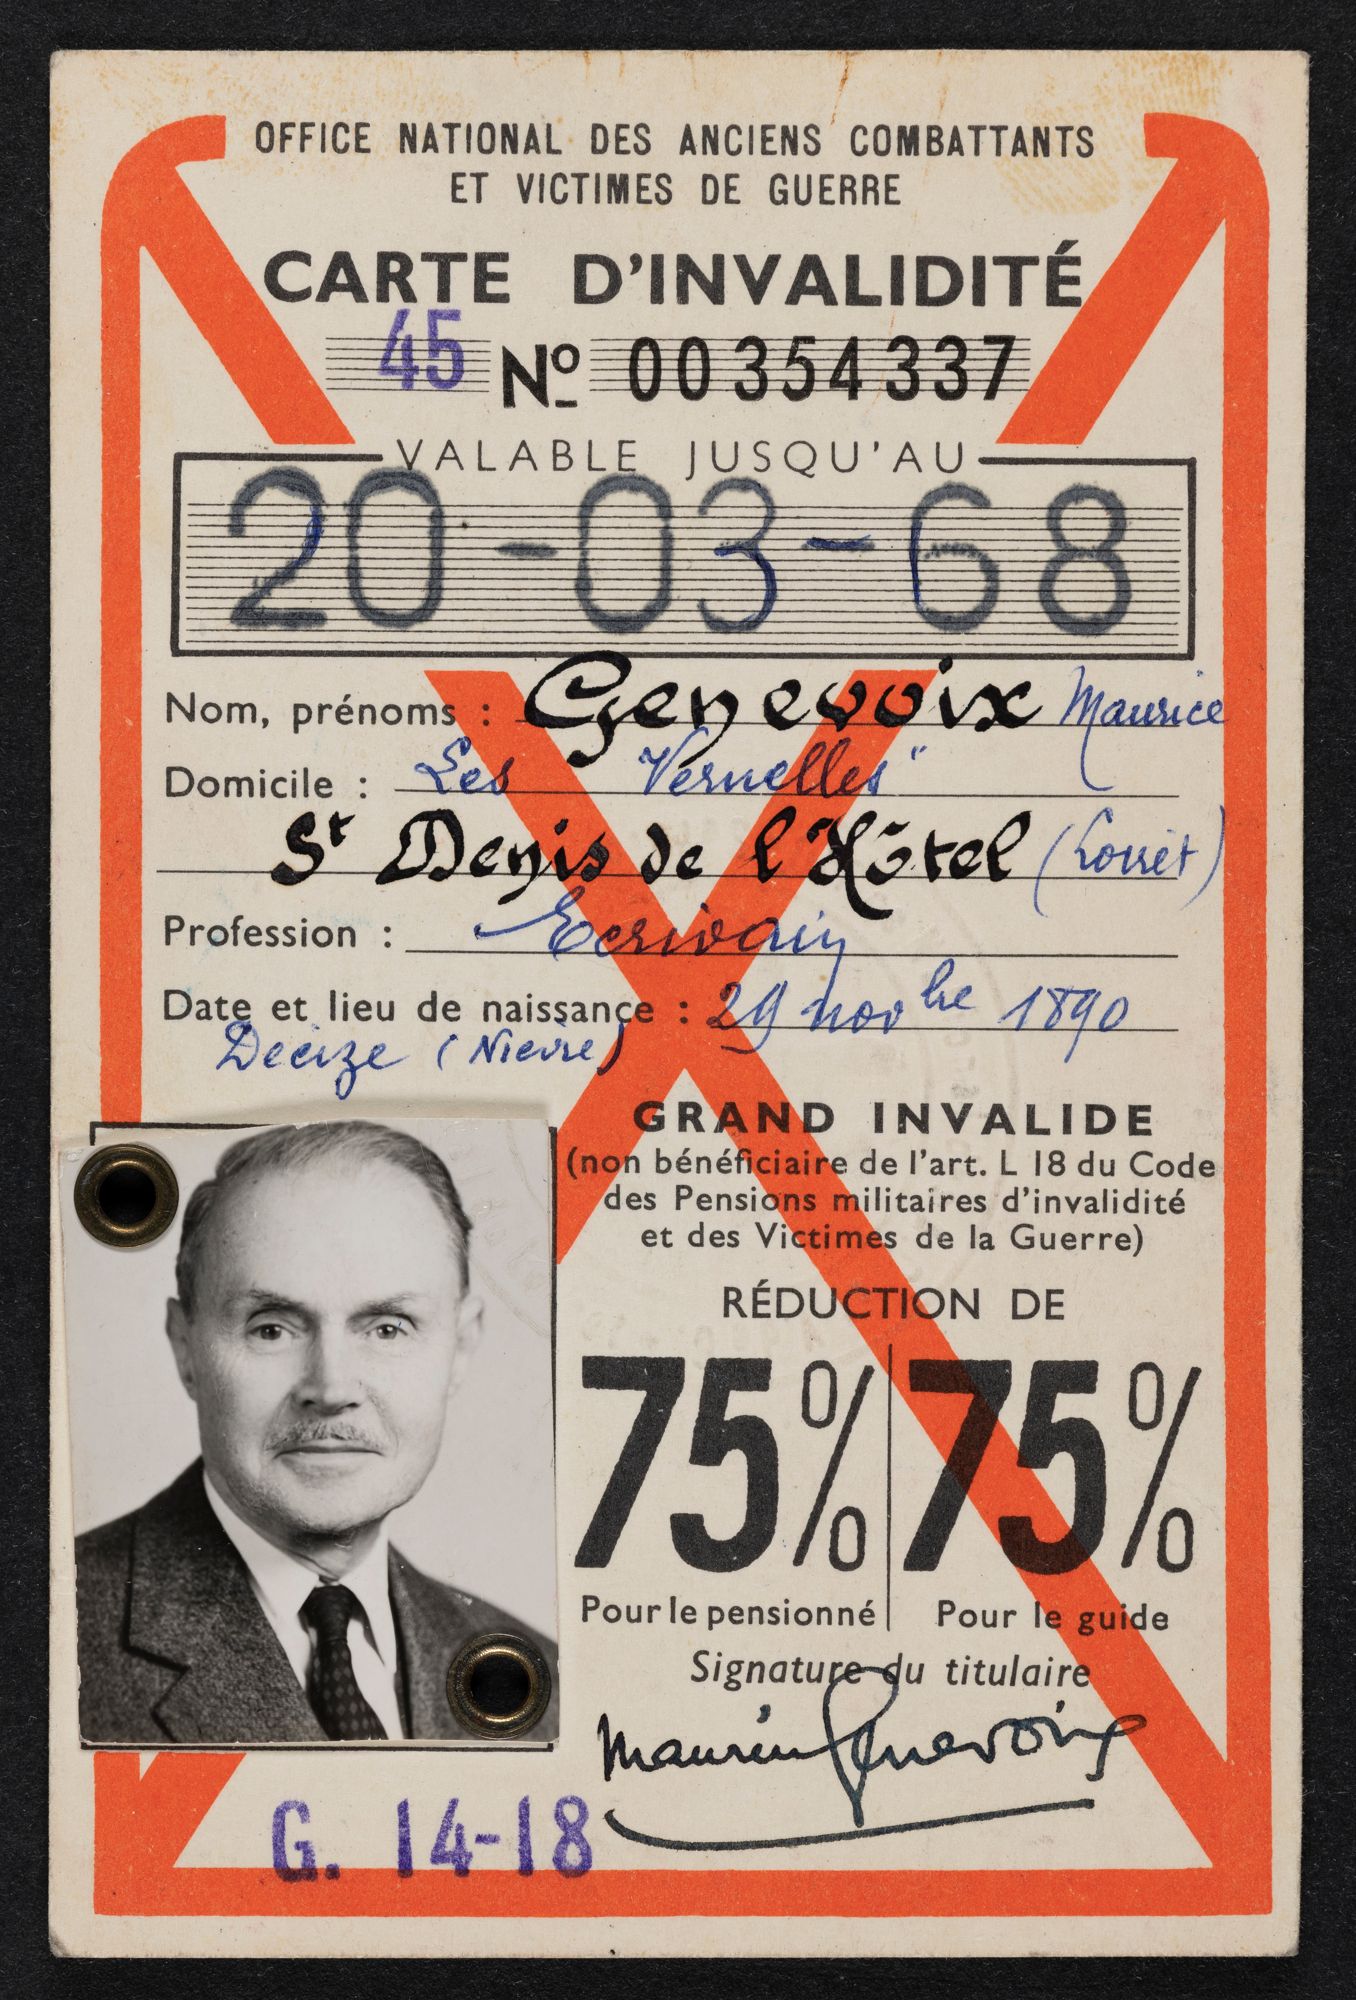 OFFICE NATIONAL DES ANCIENS COMBATTANTS
ET VICTIMES DE GUERRE
CARTE D'INVALIDITÉ
45 Nº 00354337
VALABLE JUSQU'AU
20-03-68
Nom, prénoms : Genevoix Maurice
Domicile : Les "Vernelles"
St Denis de l'Hôtel (Loiret)
Profession : Ecrivain
Date et lieu de naissance : 29 novbre 1890
Decize (Nievre)
GRAND INVALIDE
(non bénéficiaire de l'art. L 18 du Code
des Pensions militaires d'invalidité
et des Victimes de la Guerre)
RÉDUCTION DE
75% 75%
Pour le pensionné Pour le guide
Signature du titulaire
Maurice Genevoix
G. 14-18